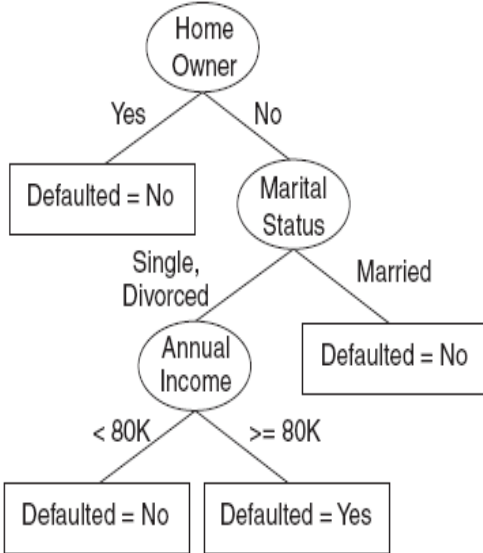 Home
Owner
Yes
No
Defaulted = No
Marital
Status
Single,
Divorced
Married
Annual
Income
Defaulted = No
< 80K
>= 80K
Defaulted = No
Defaulted = Yes